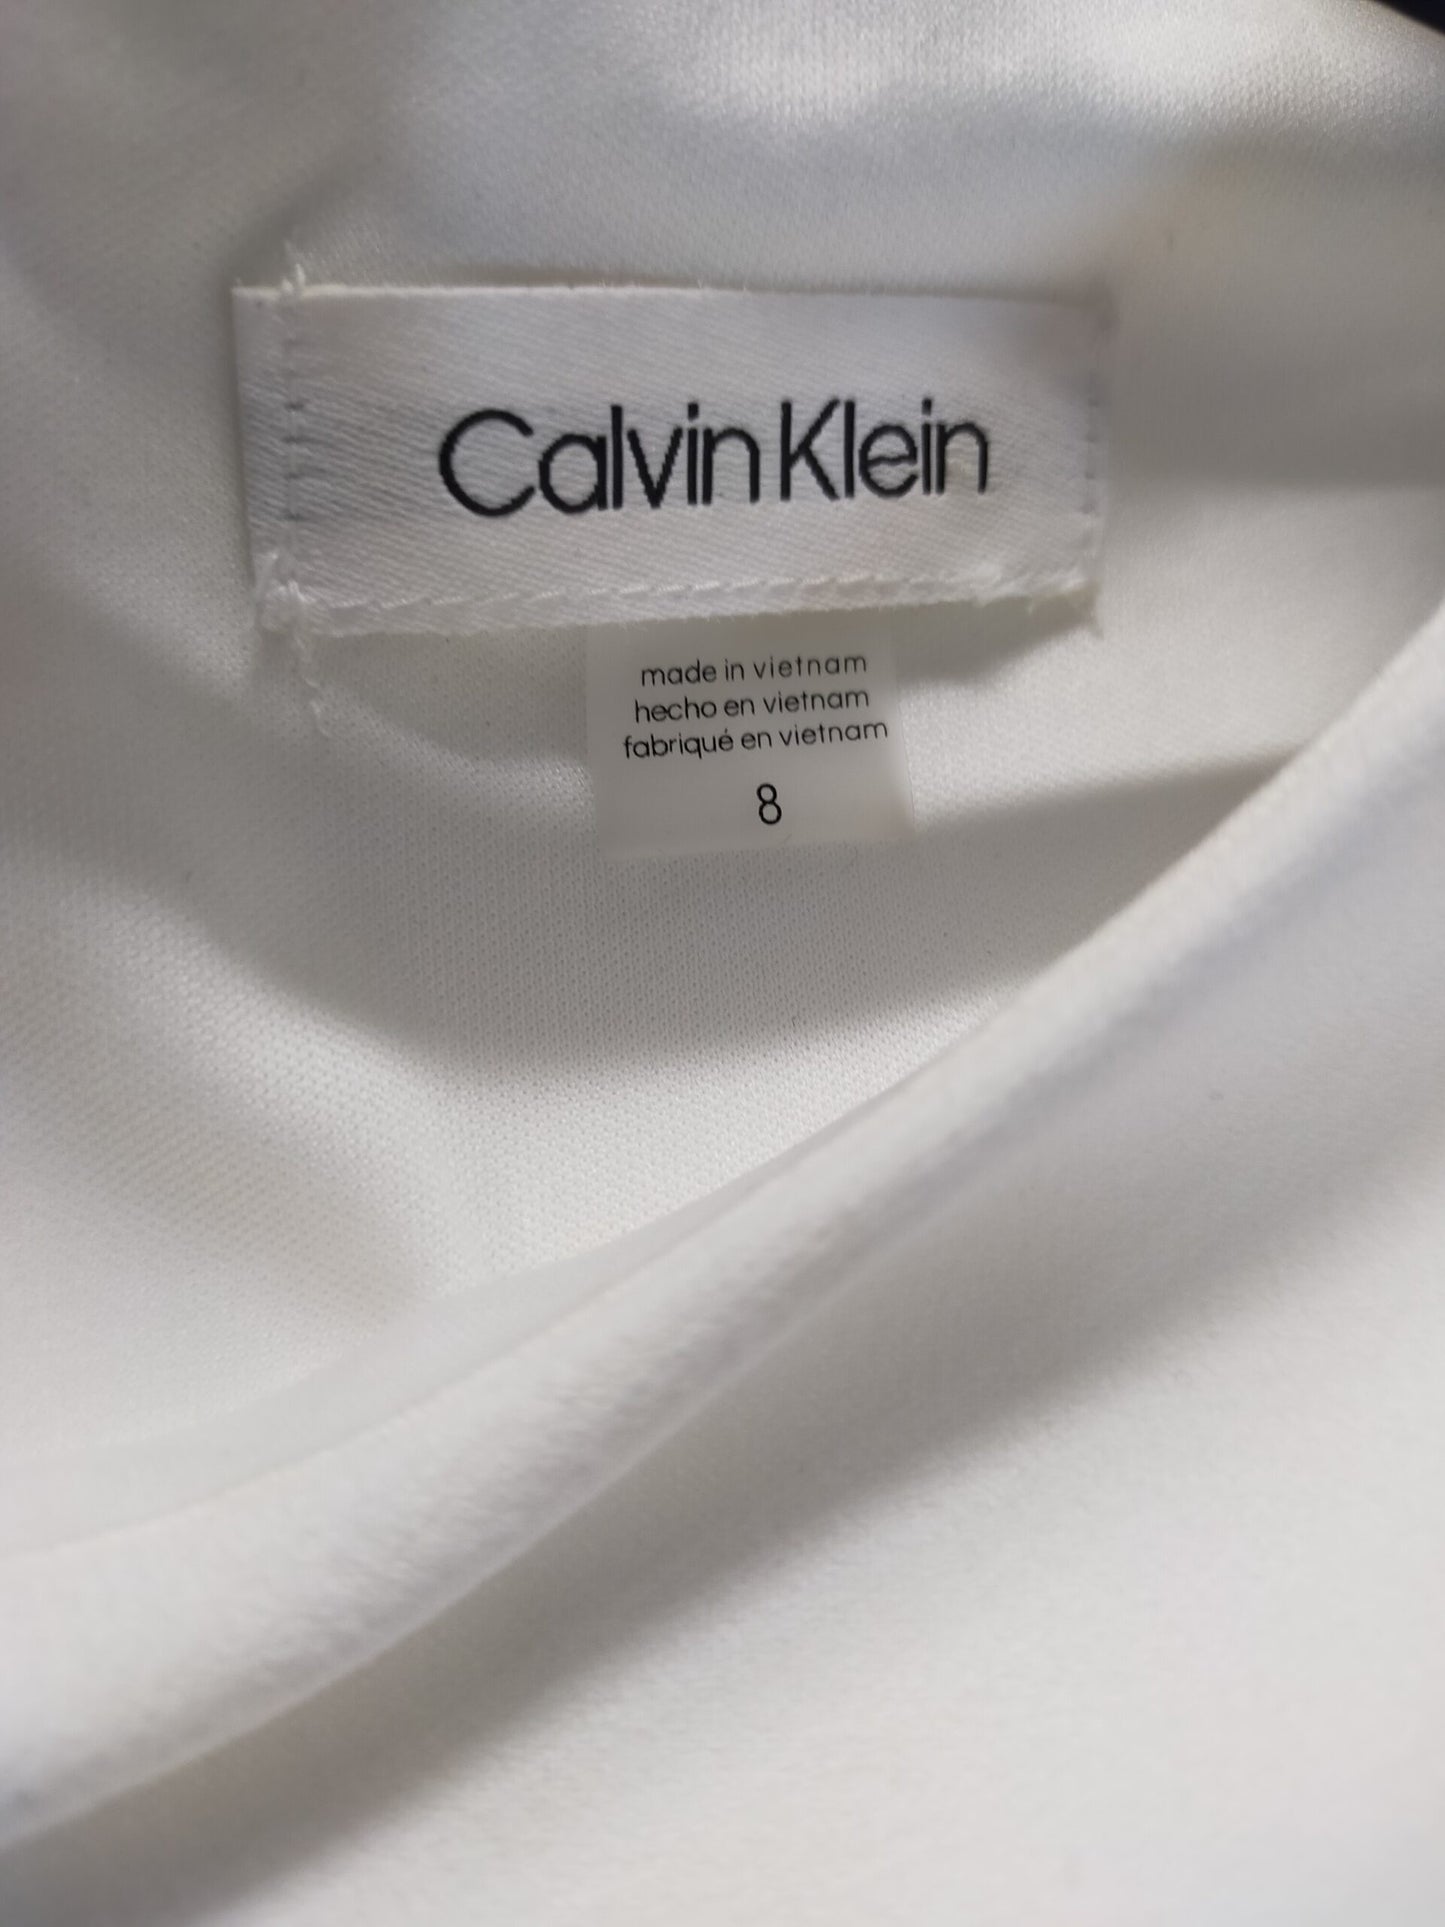 Calvin Klein
made in vietnam
hecho en vietnam
fabriqué en vietnam
8